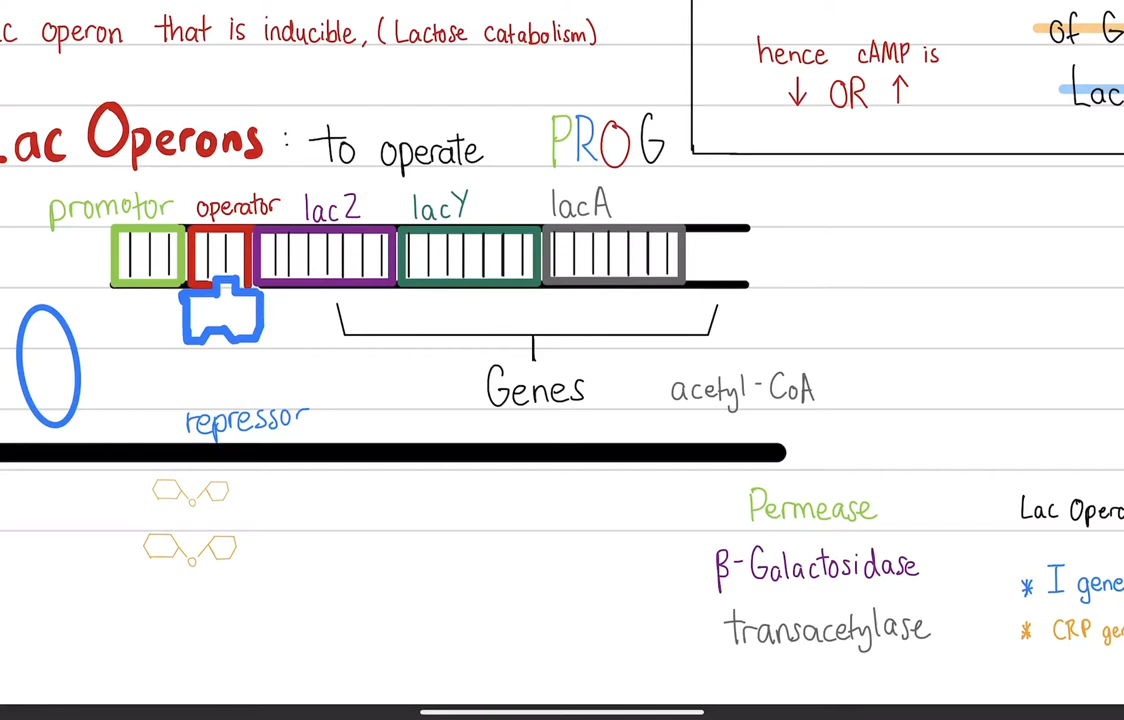 c operon that is inducible, (Lactose catabolism)
hence cAMP is
↓ OR ↑
of G
Lac
.ac Operons : to operate PROG
promotor operator lacZ lacY lacA
Genes
acetyl-CoA
repressor
o
o
Permease
β-Galactosidase
transacetylase
Lac Opero
* I gene
* CRP ge